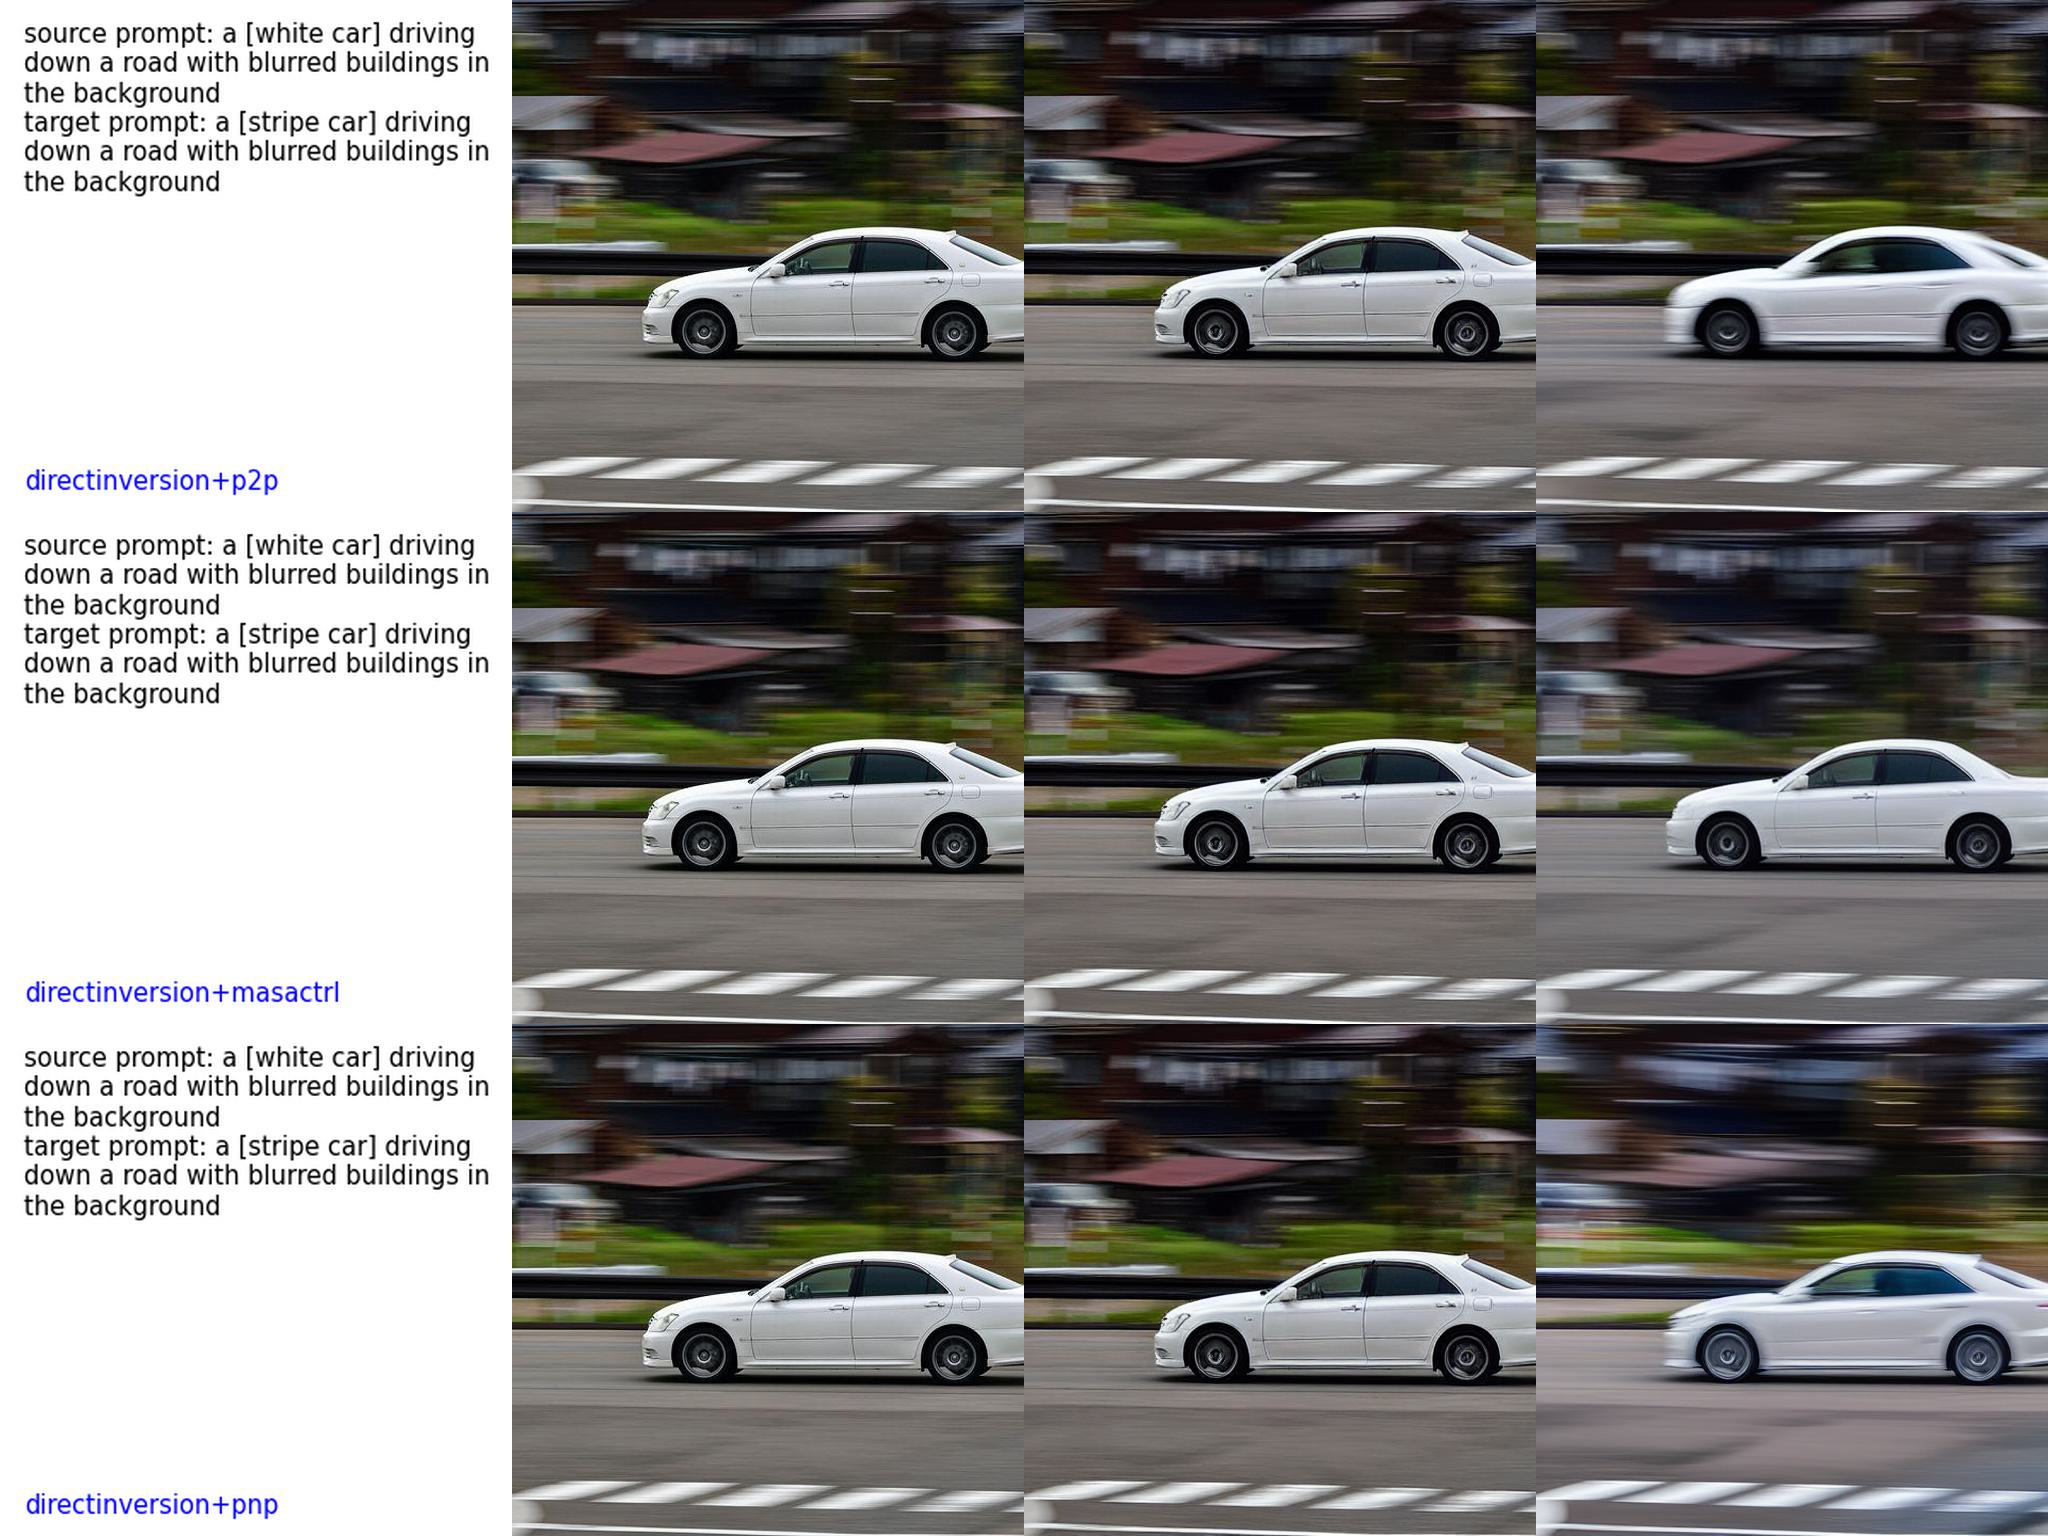 source prompt: a [white car] driving
down a road with blurred buildings in
the background
target prompt: a [stripe car] driving
down a road with blurred buildings in
the background
directinversion+p2p
source prompt: a [white car] driving
down a road with blurred buildings in
the background
target prompt: a [stripe car] driving
down a road with blurred buildings in
the background
directinversion+masactrl
source prompt: a [white car] driving
down a road with blurred buildings in
the background
target prompt: a [stripe car] driving
down a road with blurred buildings in
the background
directinversion+pnp